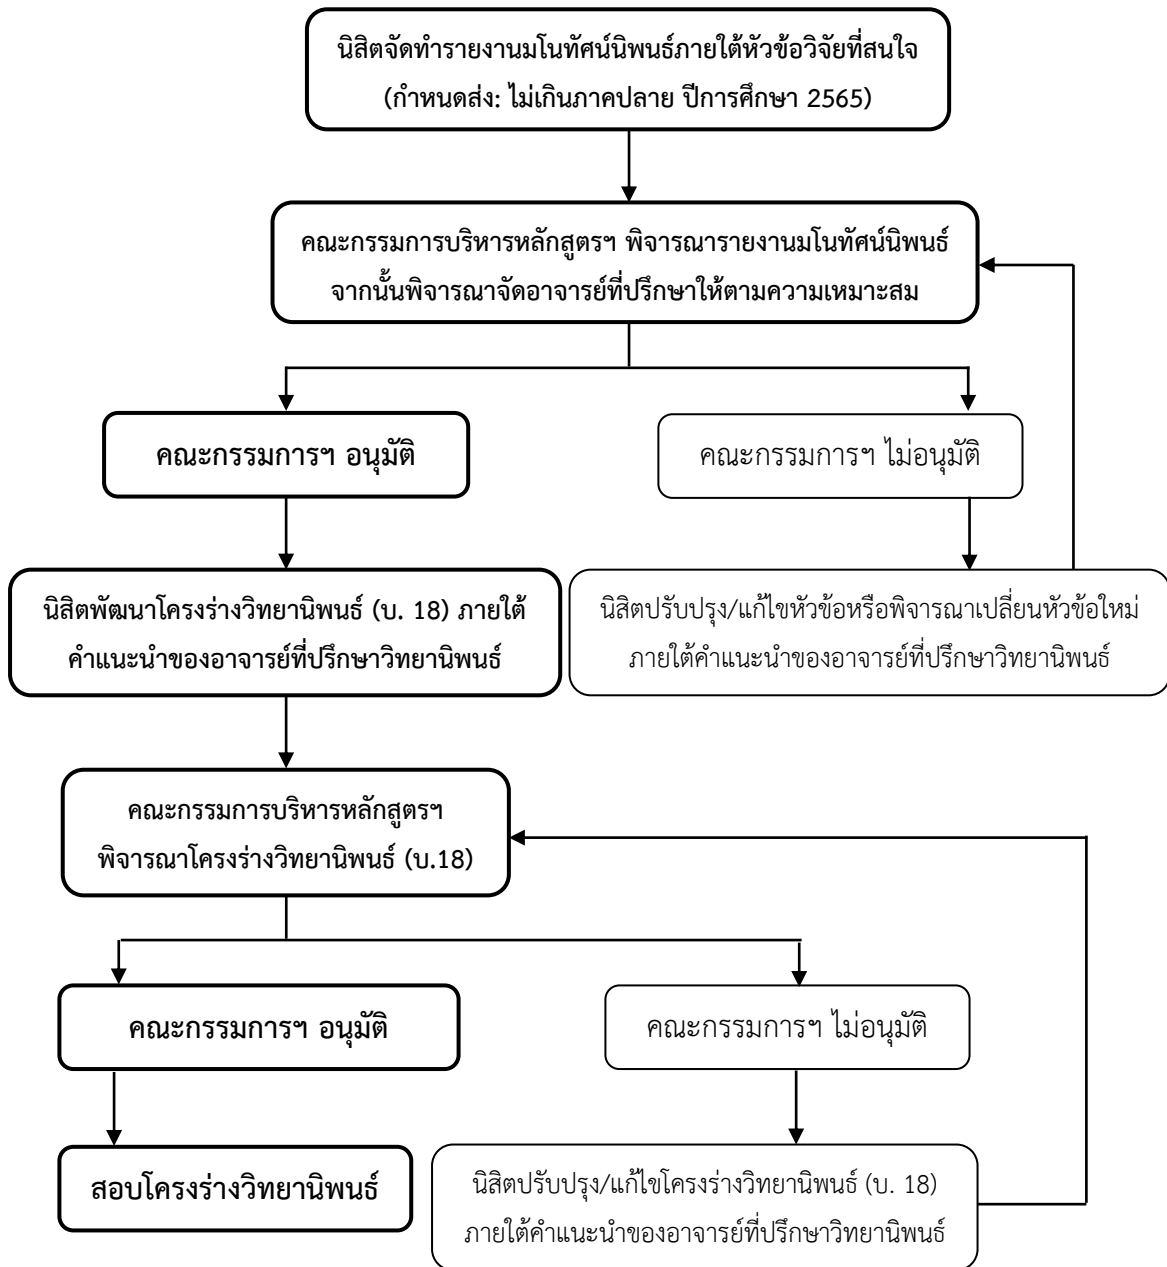 นิสิตจัดทำรายงานมโนทัศน์นิพนธ์ภายใต้หัวข้อวิจัยที่สนใจ
(กำหนดส่ง: ไม่เกินภาคปลาย ปีการศึกษา 2565)
คณะกรรมการบริหารหลักสูตรฯ พิจารณารายงานมโนทัศน์นิพนธ์
จากนั้นพิจารณาจัดอาจารย์ที่ปรึกษาให้ตามความเหมาะสม
คณะกรรมการฯ อนุมัติ
คณะกรรมการฯ ไม่อนุมัติ
นิสิตพัฒนาโครงร่างวิทยานิพนธ์ (บ. 18) ภายใต้
คำแนะนำของอาจารย์ที่ปรึกษาวิทยานิพนธ์
นิสิตปรับปรุง/แก้ไขหัวข้อหรือพิจารณาเปลี่ยนหัวข้อใหม่
ภายใต้คำแนะนำของอาจารย์ที่ปรึกษาวิทยานิพนธ์
คณะกรรมการบริหารหลักสูตรฯ
พิจารณาโครงร่างวิทยานิพนธ์ (บ.18)
คณะกรรมการฯ อนุมัติ
คณะกรรมการฯ ไม่อนุมัติ
สอบโครงร่างวิทยานิพนธ์
นิสิตปรับปรุง/แก้ไขโครงร่างวิทยานิพนธ์ (บ. 18)
ภายใต้คำแนะนำของอาจารย์ที่ปรึกษาวิทยานิพนธ์